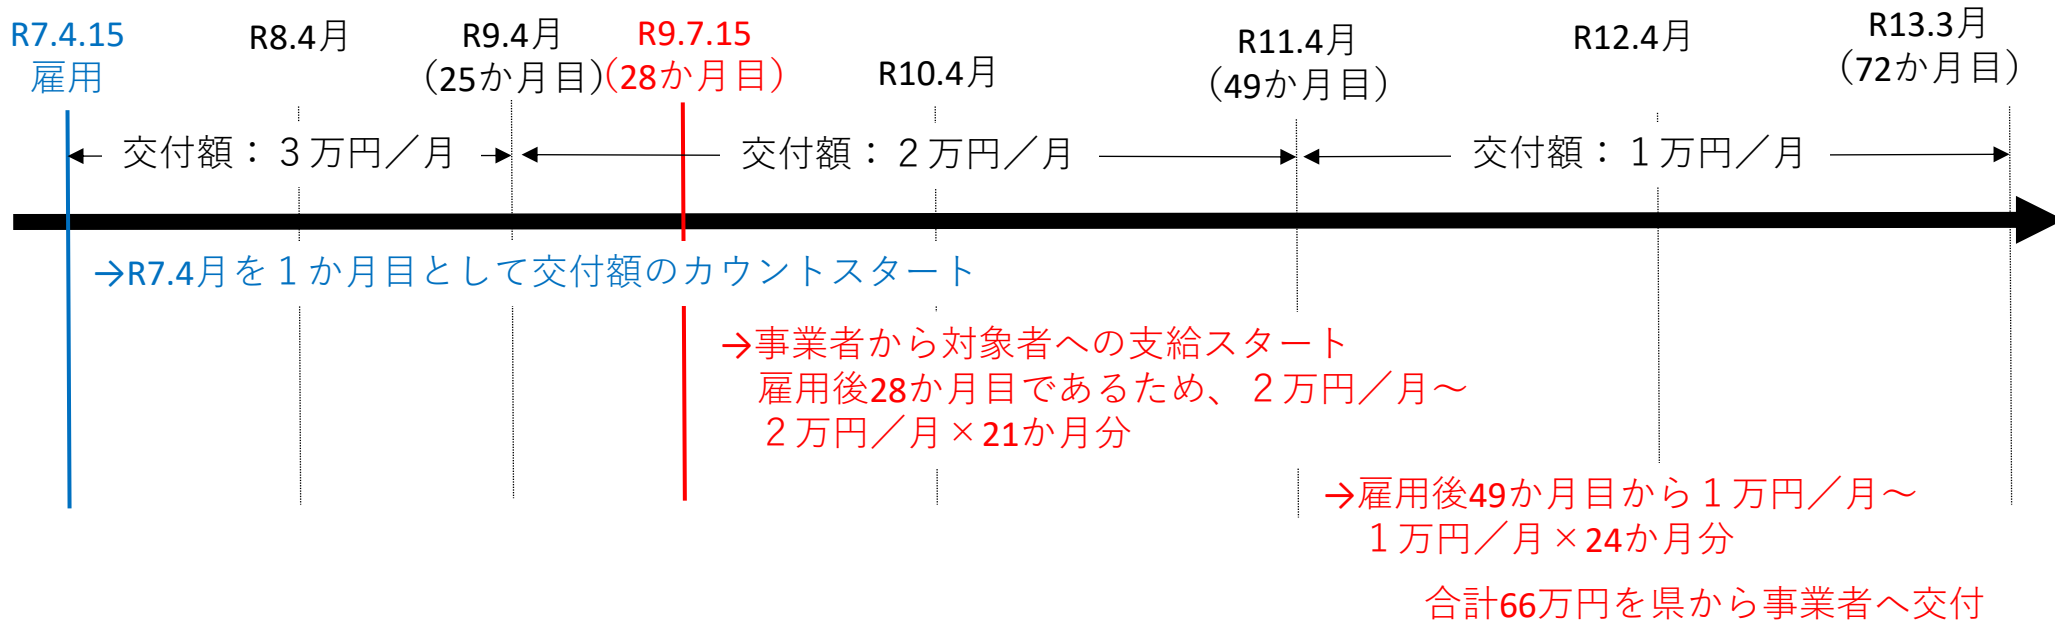 R7.4.15
雇用
R8.4月
R9.4月
(25か月目)
R9.7.15
(28か月目)
R10.4月
R11.4月
(49か月目)
R12.4月
R13.3月
(72か月目)
交付額：３万円／月
交付額：２万円／月
交付額：１万円／月
→R7.4月を１か月目として交付額のカウントスタート
→事業者から対象者への支給スタート
雇用後28か月目であるため、２万円／月～
２万円／月×21か月分
→雇用後49か月目から１万円／月～
１万円／月×24か月分
合計66万円を県から事業者へ交付